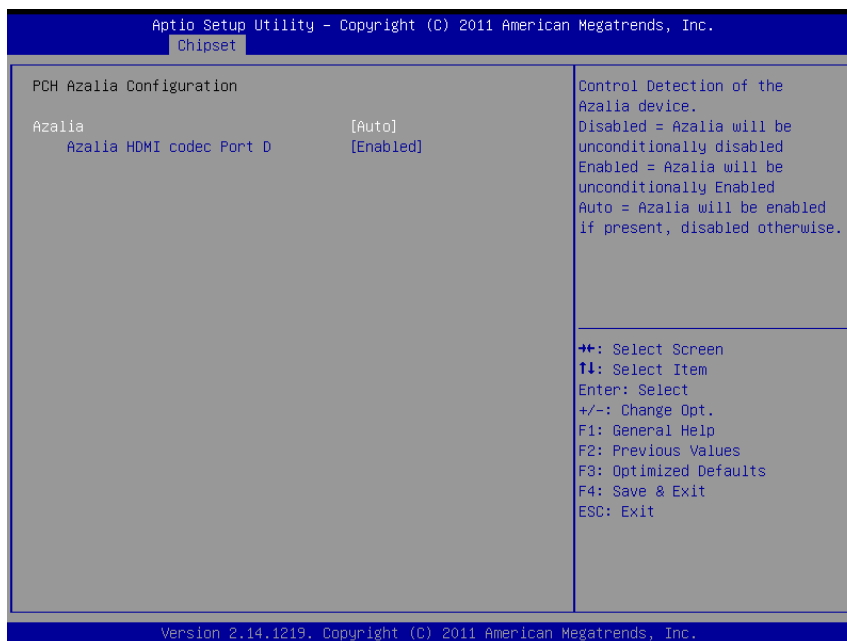 Aptio Setup Utility – Copyright (C) 2011 American Megatrends, Inc.
Chipset
PCH Azalia Configuration
Azalia [Auto]
Azalia HDMI codec Port D [Enabled]
Control Detection of the
Azalia device.
Disabled = Azalia will be
unconditionally disabled
Enabled = Azalia will be
unconditionally Enabled
Auto = Azalia will be enabled
if present, disabled otherwise.
→←: Select Screen
↑↓: Select Item
Enter: Select
+/-: Change Opt.
F1: General Help
F2: Previous Values
F3: Optimized Defaults
F4: Save & Exit
ESC: Exit
Version 2.14.1219. Copyright (C) 2011 American Megatrends, Inc.